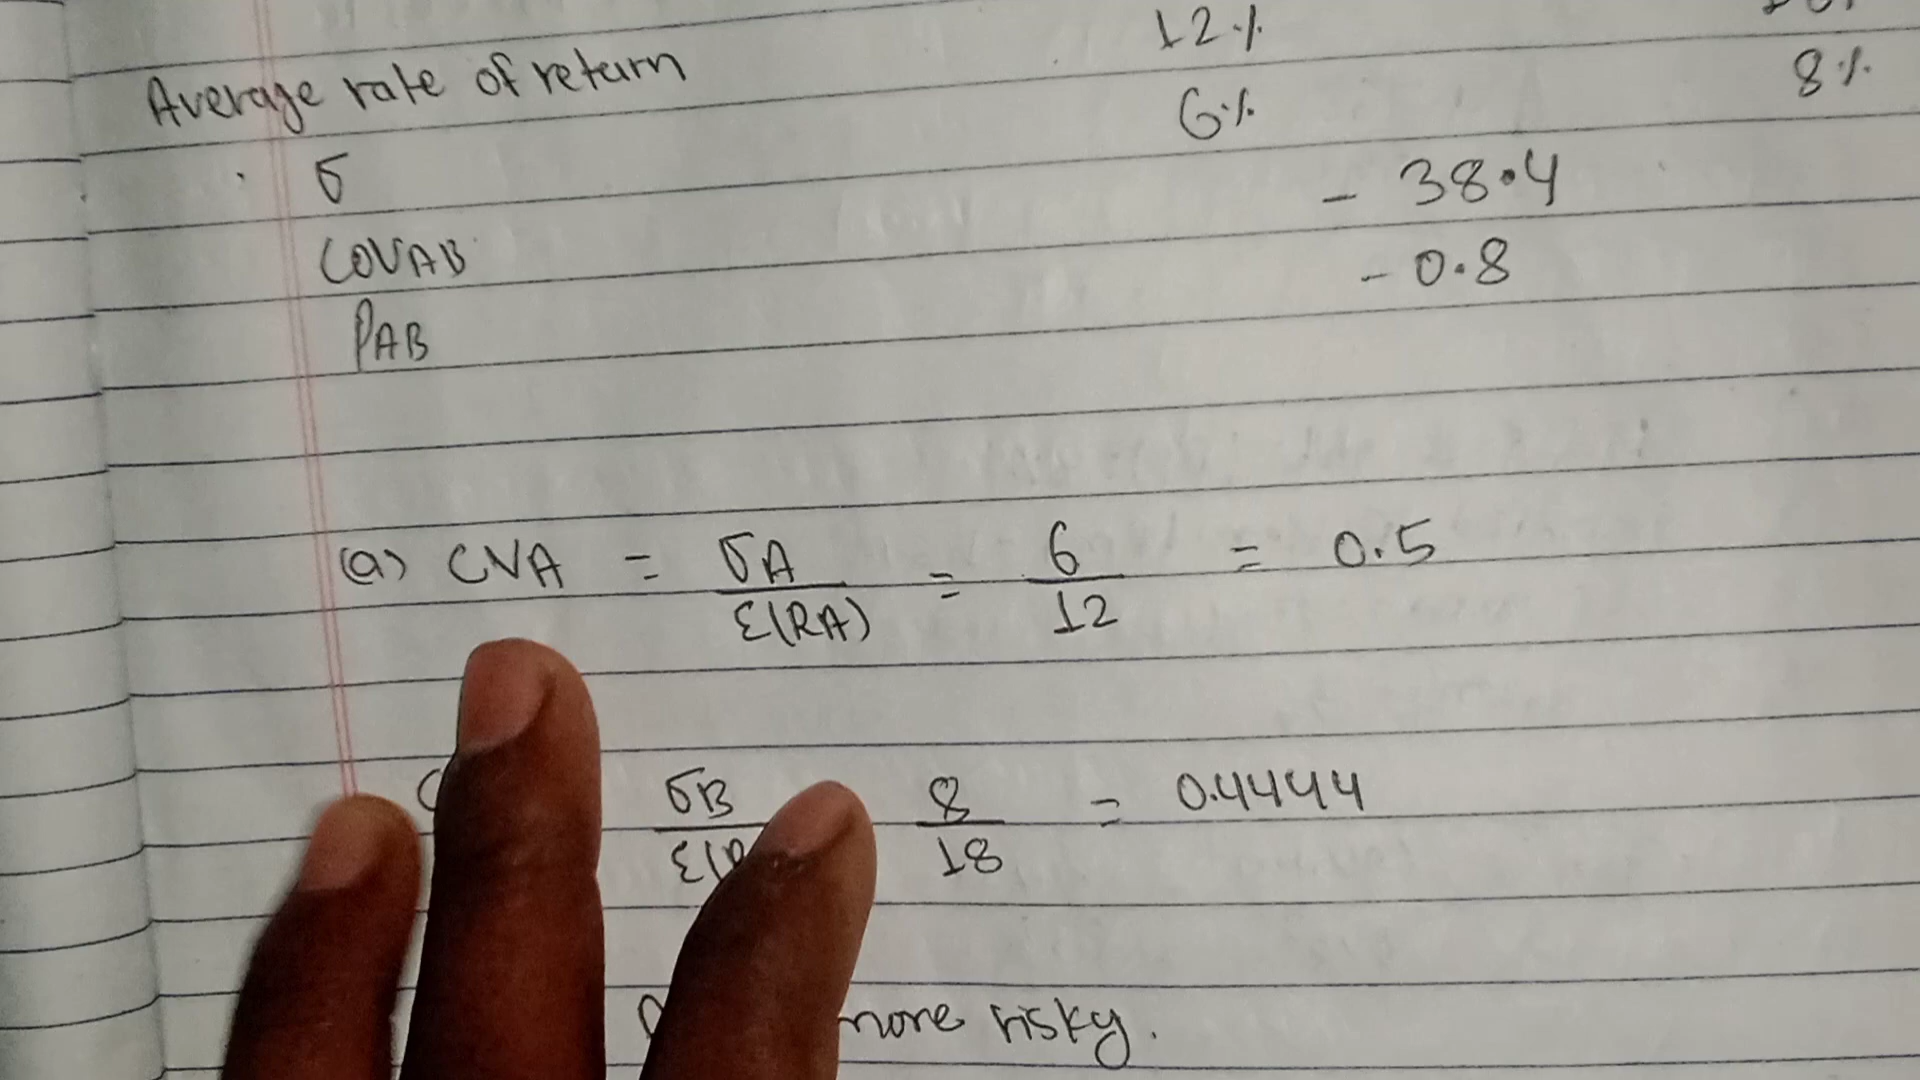 Average rate of return 12%
σ 6% 8%
COVAB - 38.4
ρAB - 0.8
(a) CVA = σA / E(RA) = 6 / 12 = 0.5
σB / 8 / 18 = 0.4444
more risky.